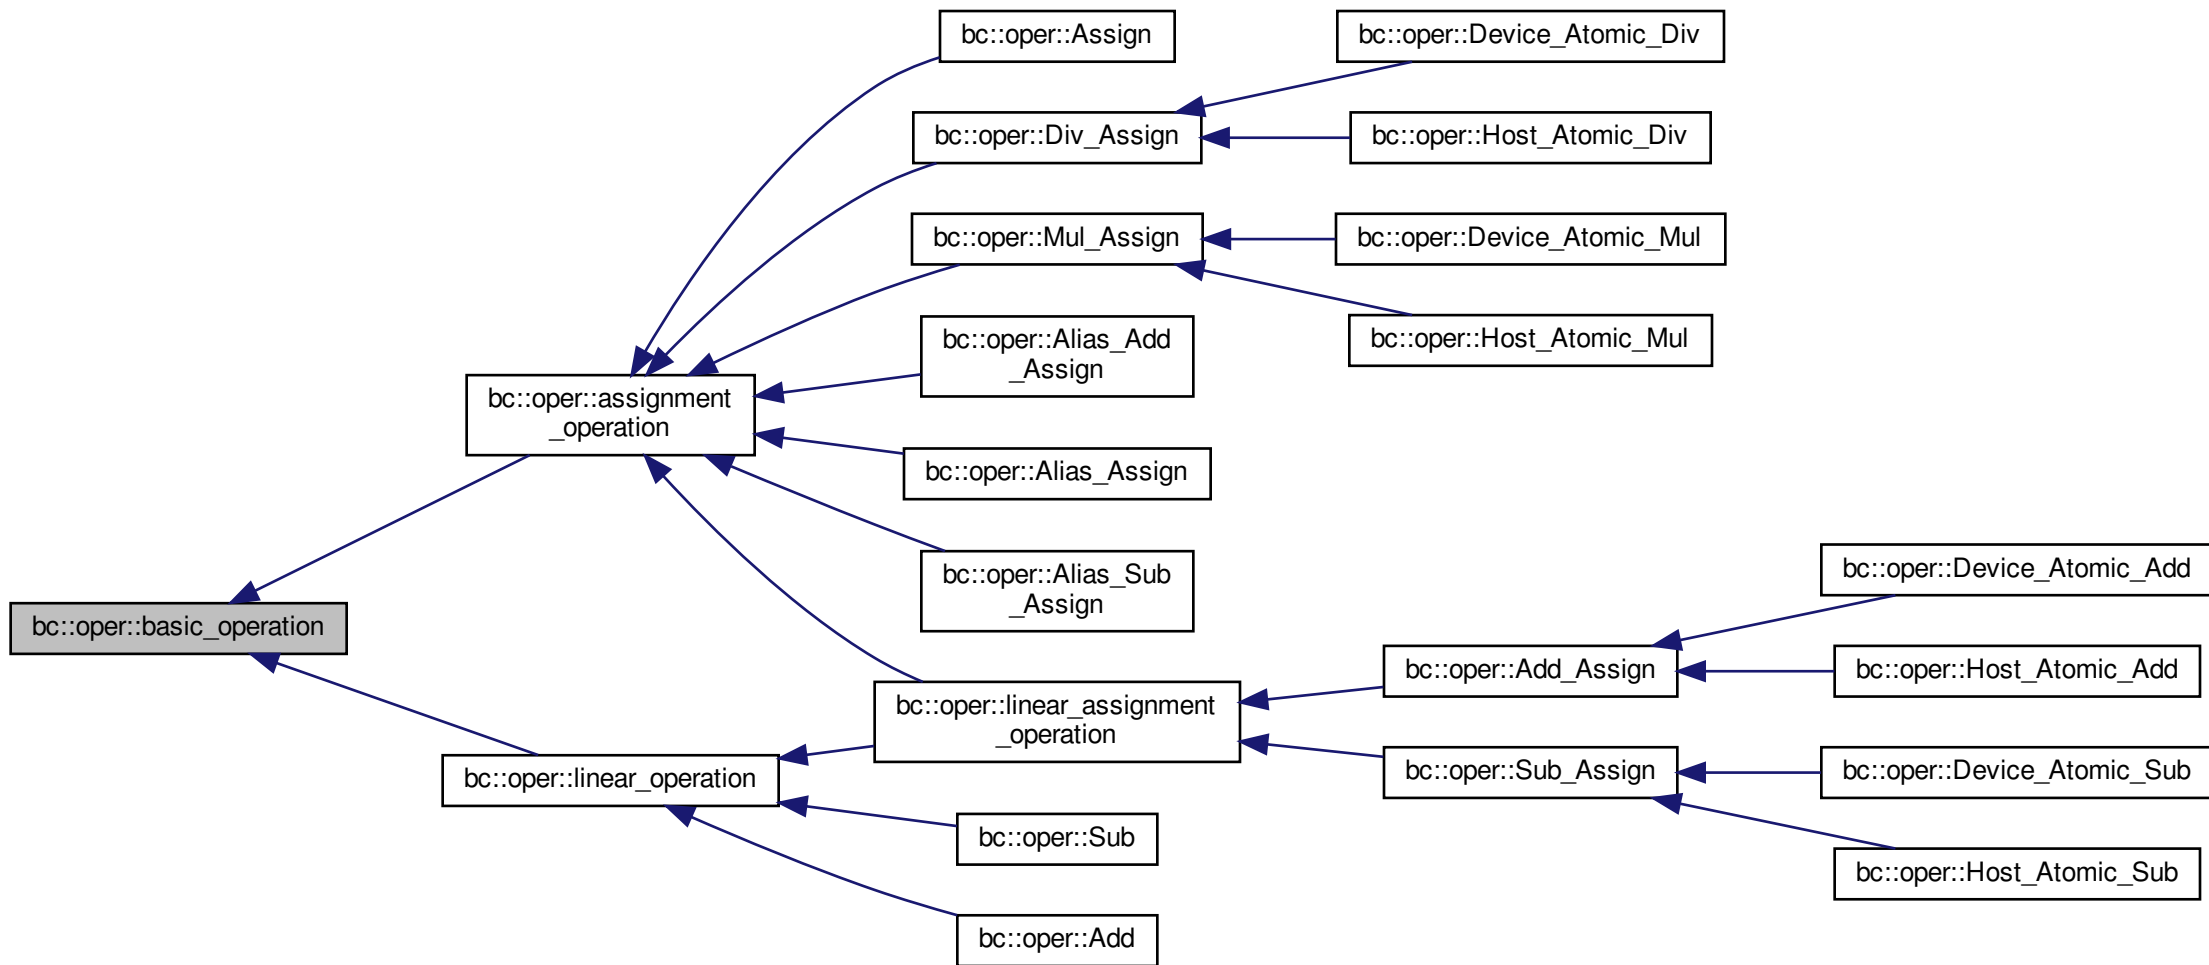 bc::oper::Assign
bc::oper::Device_Atomic_Div
bc::oper::Div_Assign
bc::oper::Host_Atomic_Div
bc::oper::Mul_Assign
bc::oper::Device_Atomic_Mul
bc::oper::Host_Atomic_Mul
bc::oper::Alias_Add
_Assign
bc::oper::assignment
_operation
bc::oper::Alias_Assign
bc::oper::Alias_Sub
_Assign
bc::oper::basic_operation
bc::oper::Device_Atomic_Add
bc::oper::Add_Assign
bc::oper::Host_Atomic_Add
bc::oper::linear_assignment
_operation
bc::oper::linear_operation
bc::oper::Sub_Assign
bc::oper::Device_Atomic_Sub
bc::oper::Sub
bc::oper::Host_Atomic_Sub
bc::oper::Add